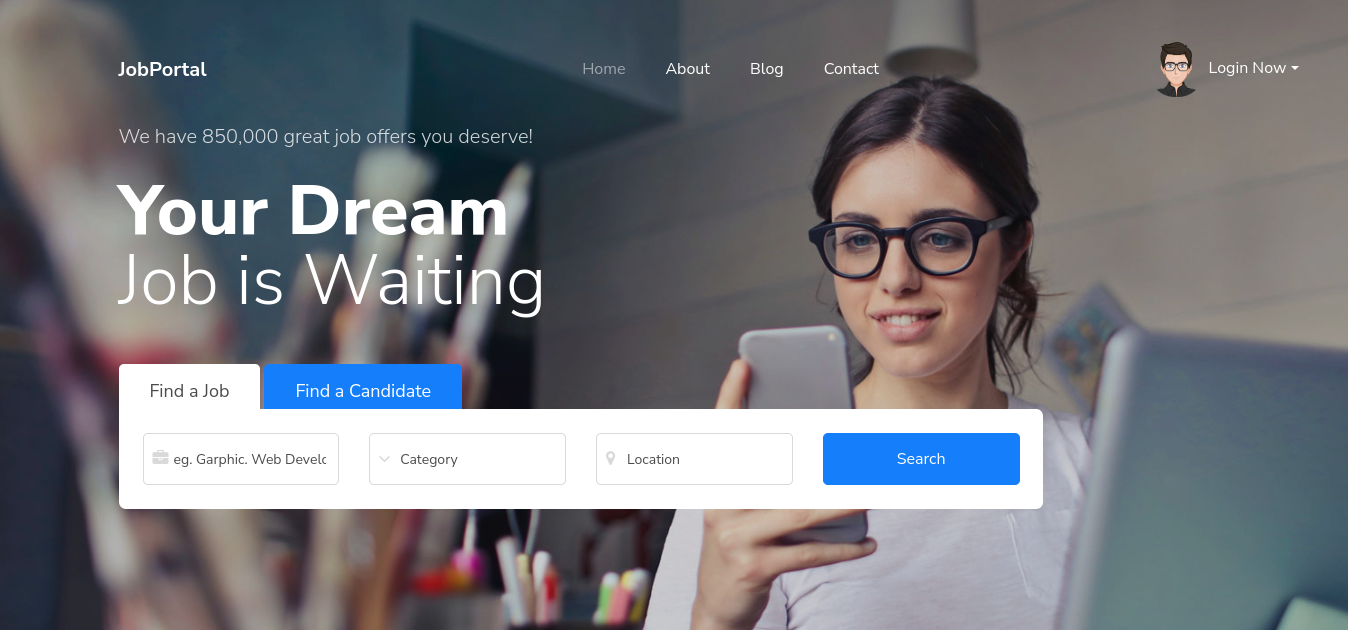 JobPortal
Home
About
Blog
Contact
Login Now
We have 850,000 great job offers you deserve!
Your Dream
Job is Waiting
Find a Job
Find a Candidate
eg. Garphic. Web Develo
Category
Location
Search